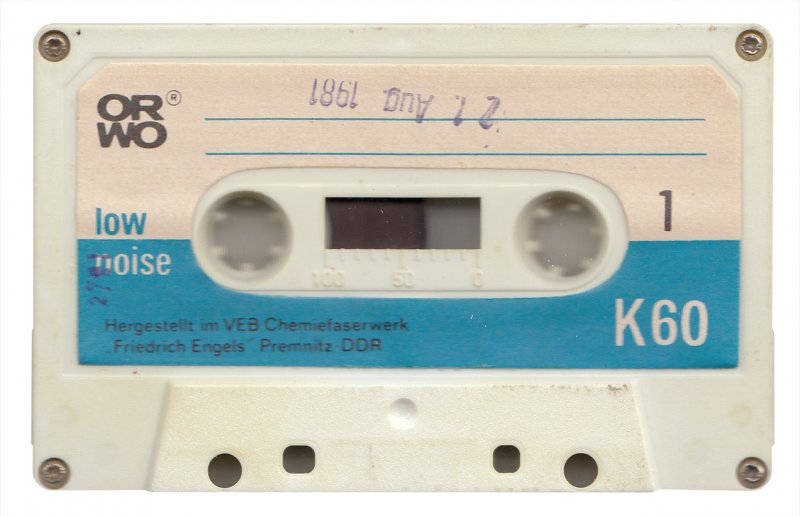 ORWO®
21. Aug. 1981
low
noise
1
100 50 0
K60
Hergestellt im VEB Chemiefaserwerk
„Friedrich Engels" Premnitz DDR